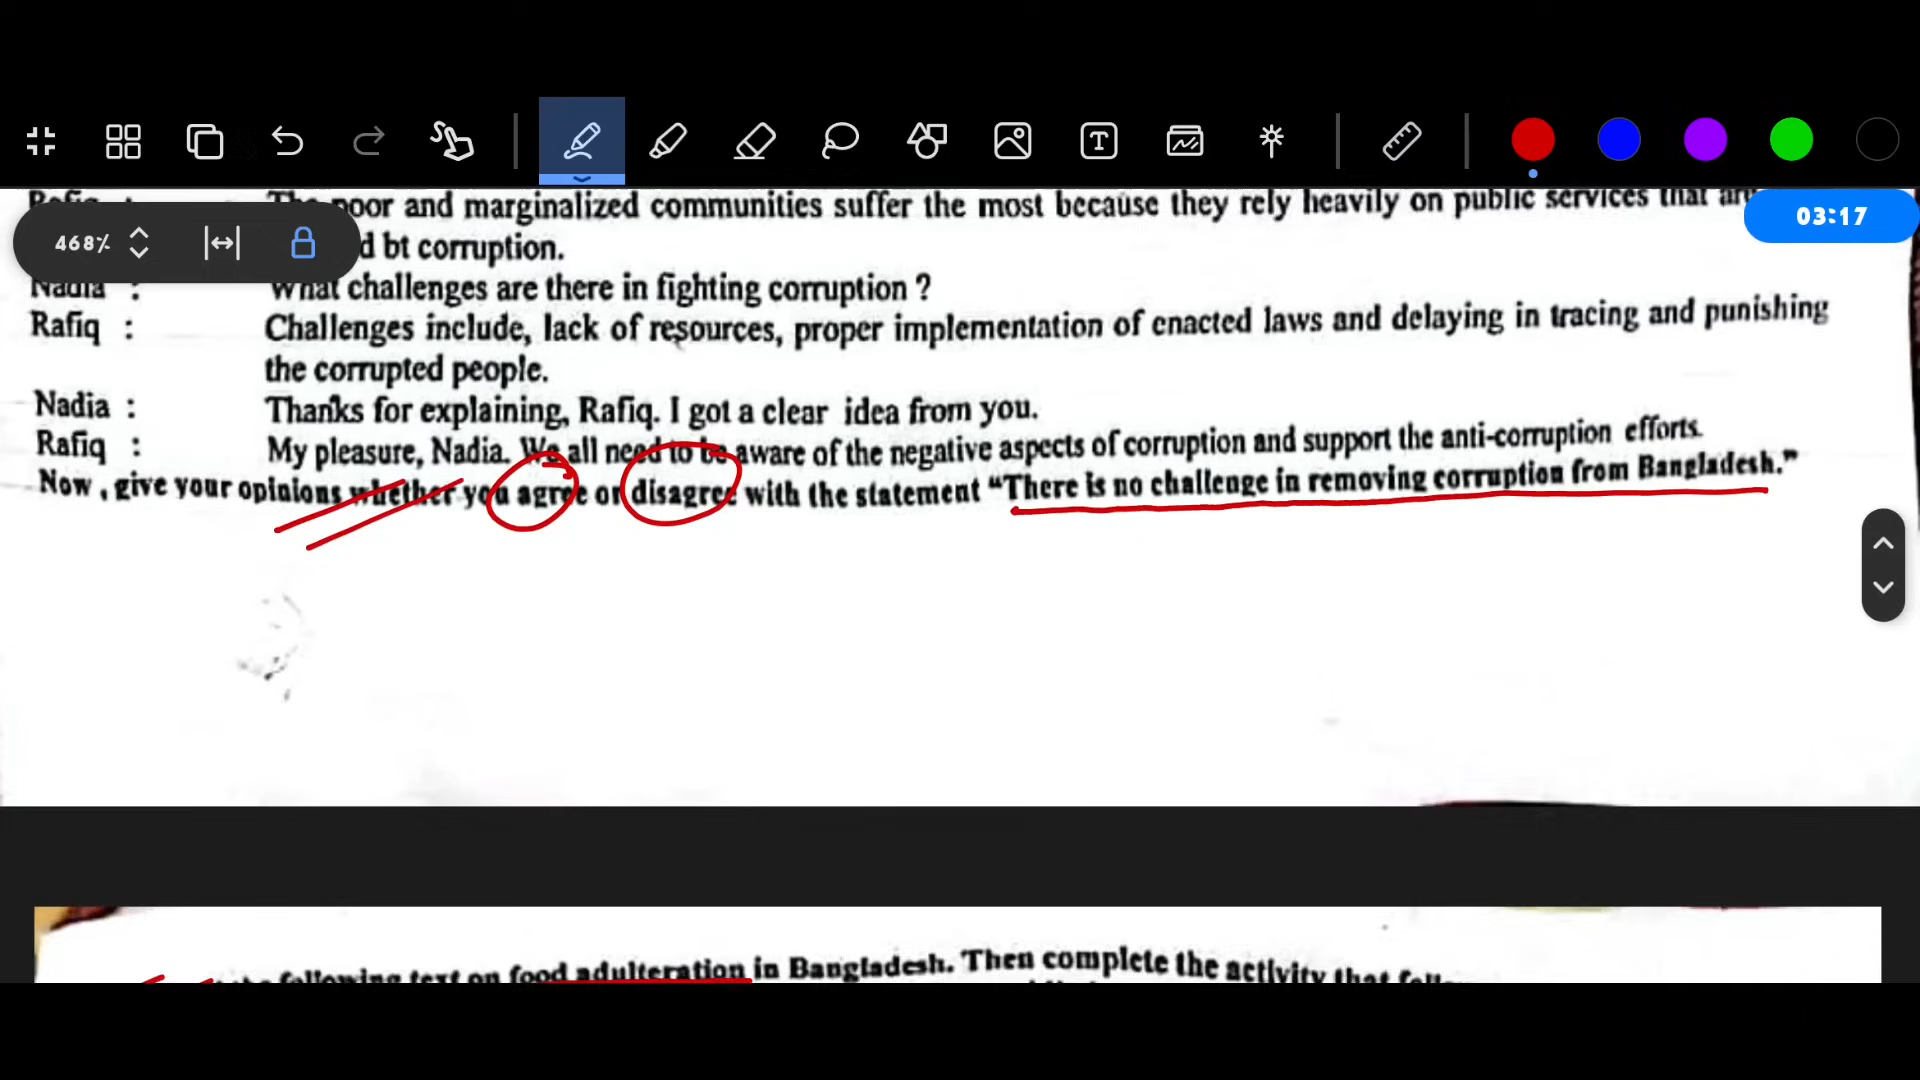 468%
03:17
The poor and marginalized communities suffer the most because they rely heavily on public services that are
d bt corruption.
Nadia : What challenges are there in fighting corruption ?
Rafiq : Challenges include, lack of resources, proper implementation of enacted laws and delaying in tracing and punishing
the corrupted people.
Nadia : Thanks for explaining, Rafiq. I got a clear idea from you.
Rafiq : My pleasure, Nadia. We all need to be aware of the negative aspects of corruption and support the anti-corruption efforts.
Now , give your opinions whether you agree or disagree with the statement “There is no challenge in removing corruption from Bangladesh.”
following text on food adulteration in Bangladesh. Then complete the activity that